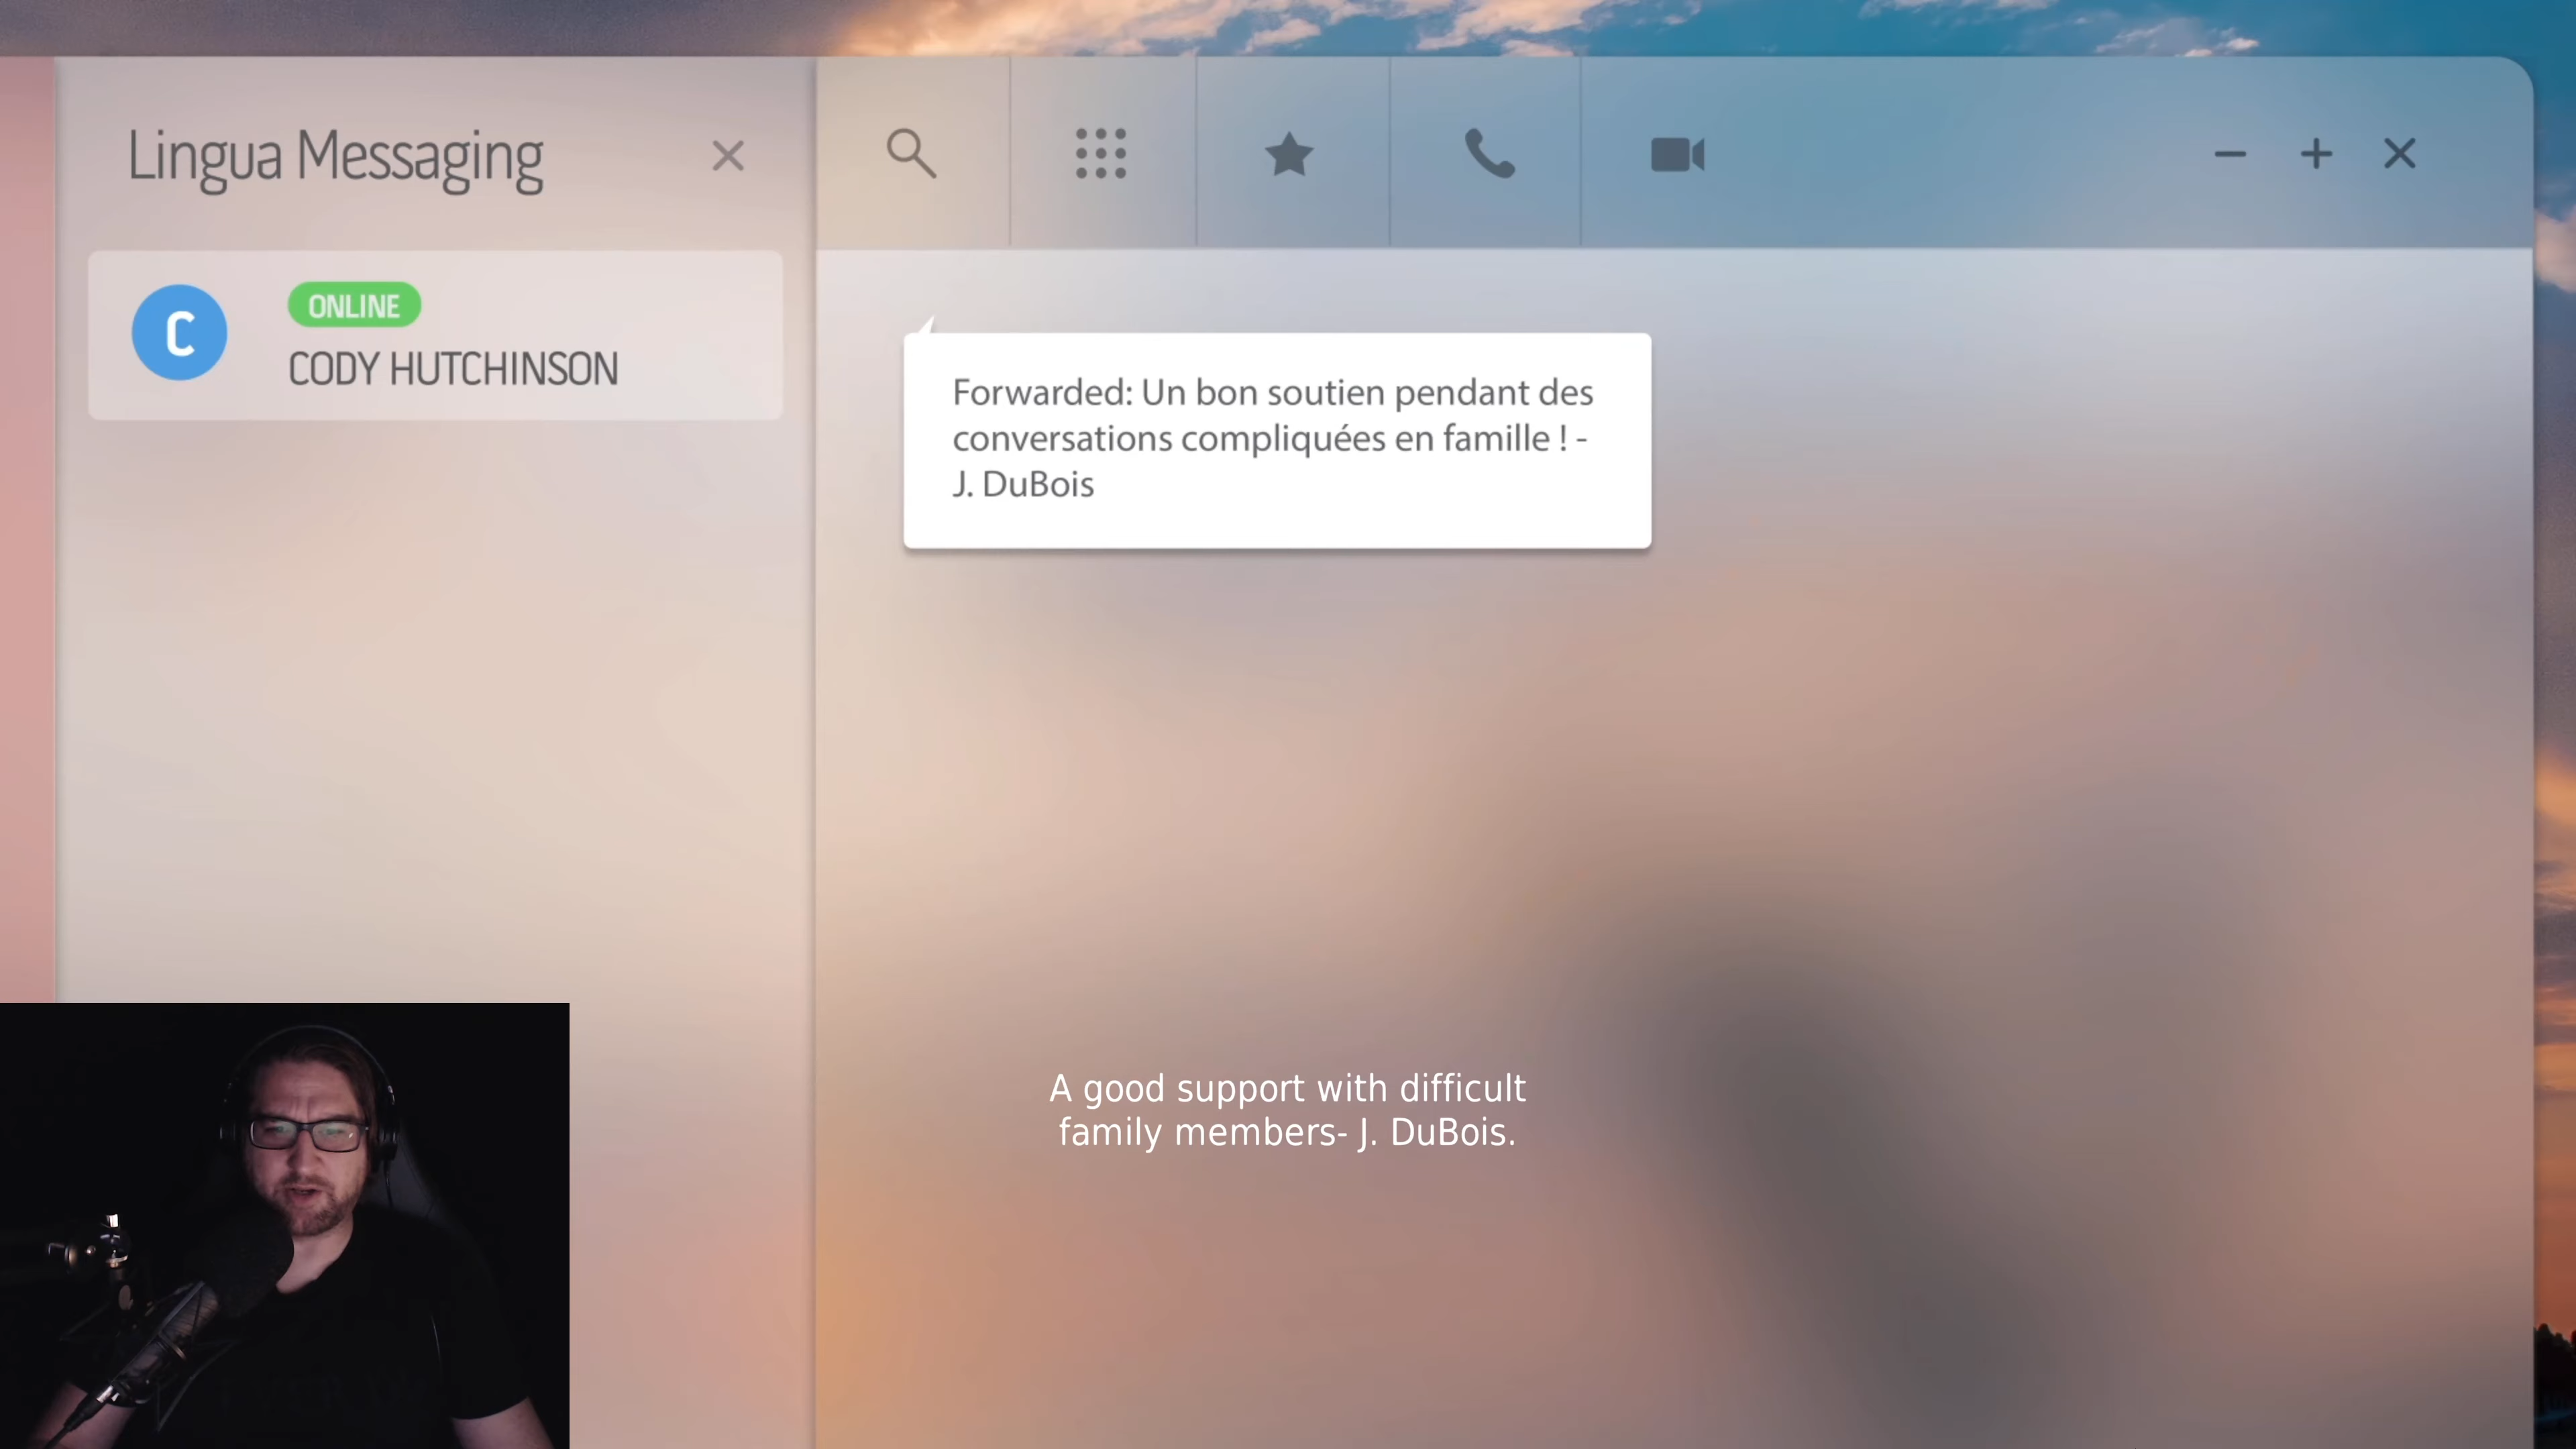 Lingua Messaging
C
ONLINE
CODY HUTCHINSON
Forwarded: Un bon soutien pendant des
conversations compliquées en famille ! -
J. DuBois
A good support with difficult
family members- J. DuBois.